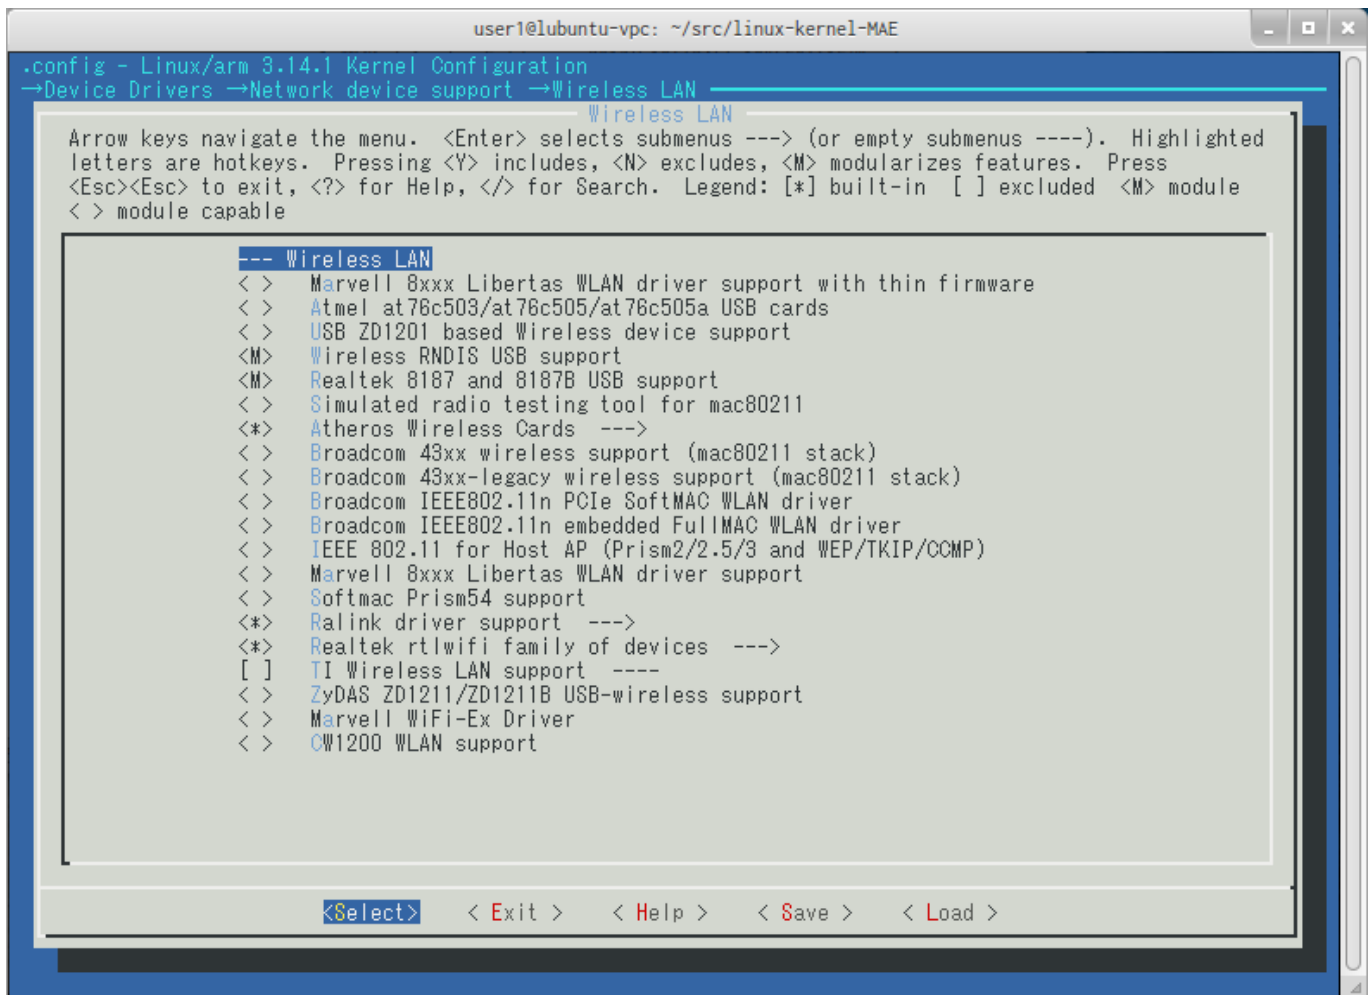 user1@lubuntu-vpc: ~/src/linux-kernel-MAE
.config - Linux/arm 3.14.1 Kernel Configuration
→Device Drivers →Network device support →Wireless LAN
Wireless LAN
Arrow keys navigate the menu.  <Enter> selects submenus ---> (or empty submenus ----).  Highlighted
letters are hotkeys.  Pressing <Y> includes, <N> excludes, <M> modularizes features.  Press
<Esc><Esc> to exit, <?> for Help, </> for Search.  Legend: [*] built-in  [ ] excluded  <M> module
< > module capable
--- Wireless LAN
< >   Marvell 8xxx Libertas WLAN driver support with thin firmware
< >   Atmel at76c503/at76c505/at76c505a USB cards
< >   USB ZD1201 based Wireless device support
<M>   Wireless RNDIS USB support
<M>   Realtek 8187 and 8187B USB support
< >   Simulated radio testing tool for mac80211
<*>   Atheros Wireless Cards  --->
< >   Broadcom 43xx wireless support (mac80211 stack)
< >   Broadcom 43xx-legacy wireless support (mac80211 stack)
< >   Broadcom IEEE802.11n PCIe SoftMAC WLAN driver
< >   Broadcom IEEE802.11n embedded FullMAC WLAN driver
< >   IEEE 802.11 for Host AP (Prism2/2.5/3 and WEP/TKIP/CCMP)
< >   Marvell 8xxx Libertas WLAN driver support
< >   Softmac Prism54 support
<*>   Ralink driver support  --->
<*>   Realtek rtlwifi family of devices  --->
[ ]   TI Wireless LAN support  ----
< >   ZyDAS ZD1211/ZD1211B USB-wireless support
< >   Marvell WiFi-Ex Driver
< >   CW1200 WLAN support
<Select>    < Exit >    < Help >    < Save >    < Load >